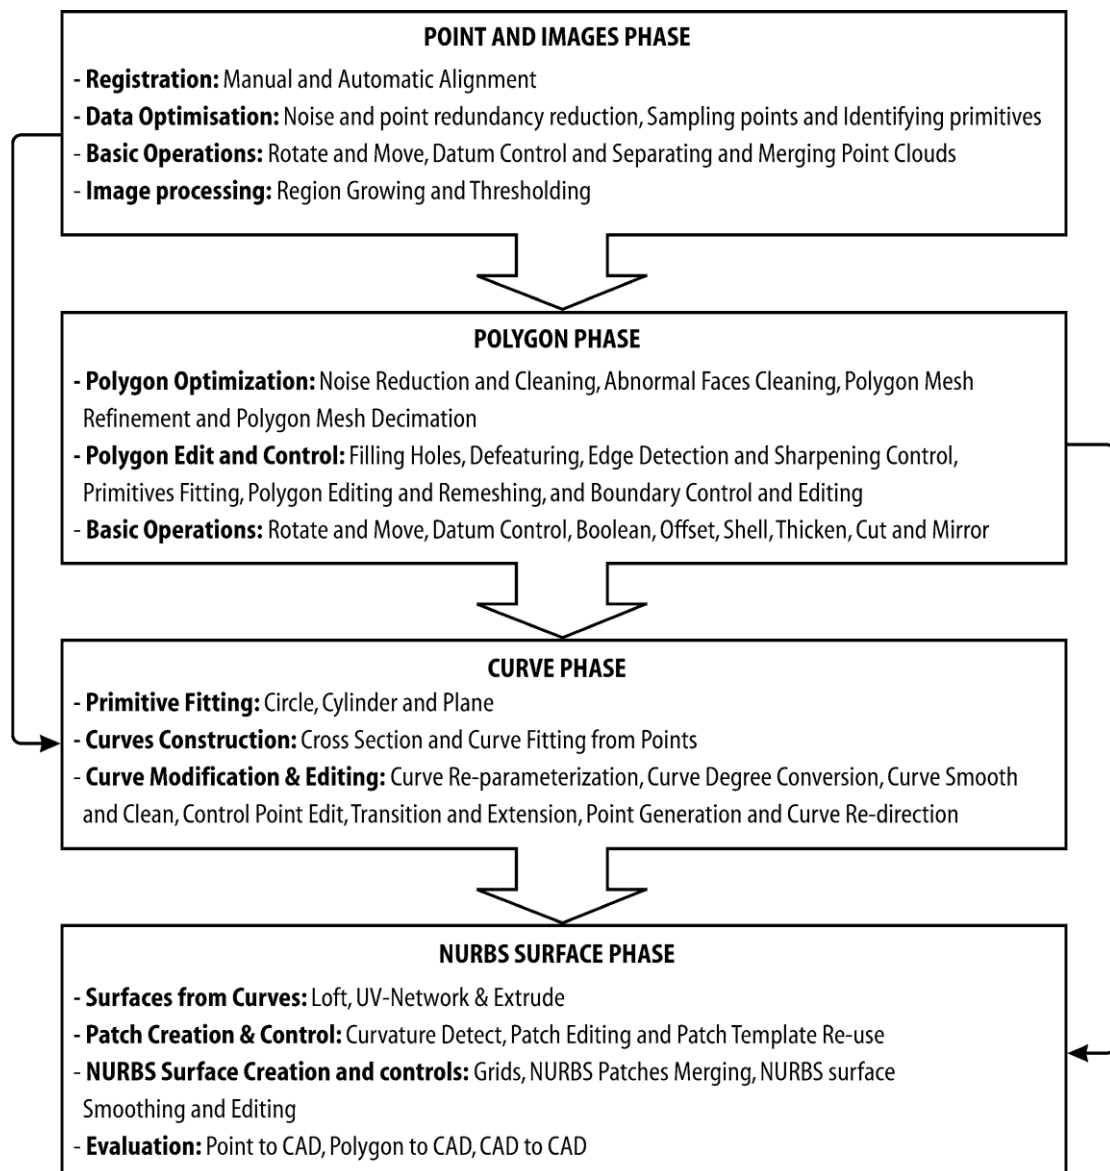 POINT AND IMAGES PHASE
- Registration: Manual and Automatic Alignment
- Data Optimisation: Noise and point redundancy reduction, Sampling points and Identifying primitives
- Basic Operations: Rotate and Move, Datum Control and Separating and Merging Point Clouds
- Image processing: Region Growing and Thresholding
POLYGON PHASE
- Polygon Optimization: Noise Reduction and Cleaning, Abnormal Faces Cleaning, Polygon Mesh
Refinement and Polygon Mesh Decimation
- Polygon Edit and Control: Filling Holes, Defeaturing, Edge Detection and Sharpening Control,
Primitives Fitting, Polygon Editing and Remeshing, and Boundary Control and Editing
- Basic Operations: Rotate and Move, Datum Control, Boolean, Offset, Shell, Thicken, Cut and Mirror
CURVE PHASE
- Primitive Fitting: Circle, Cylinder and Plane
- Curves Construction: Cross Section and Curve Fitting from Points
- Curve Modification & Editing: Curve Re-parameterization, Curve Degree Conversion, Curve Smooth
and Clean, Control Point Edit, Transition and Extension, Point Generation and Curve Re-direction
NURBS SURFACE PHASE
- Surfaces from Curves: Loft, UV-Network & Extrude
- Patch Creation & Control: Curvature Detect, Patch Editing and Patch Template Re-use
- NURBS Surface Creation and controls: Grids, NURBS Patches Merging, NURBS surface
Smoothing and Editing
- Evaluation: Point to CAD, Polygon to CAD, CAD to CAD